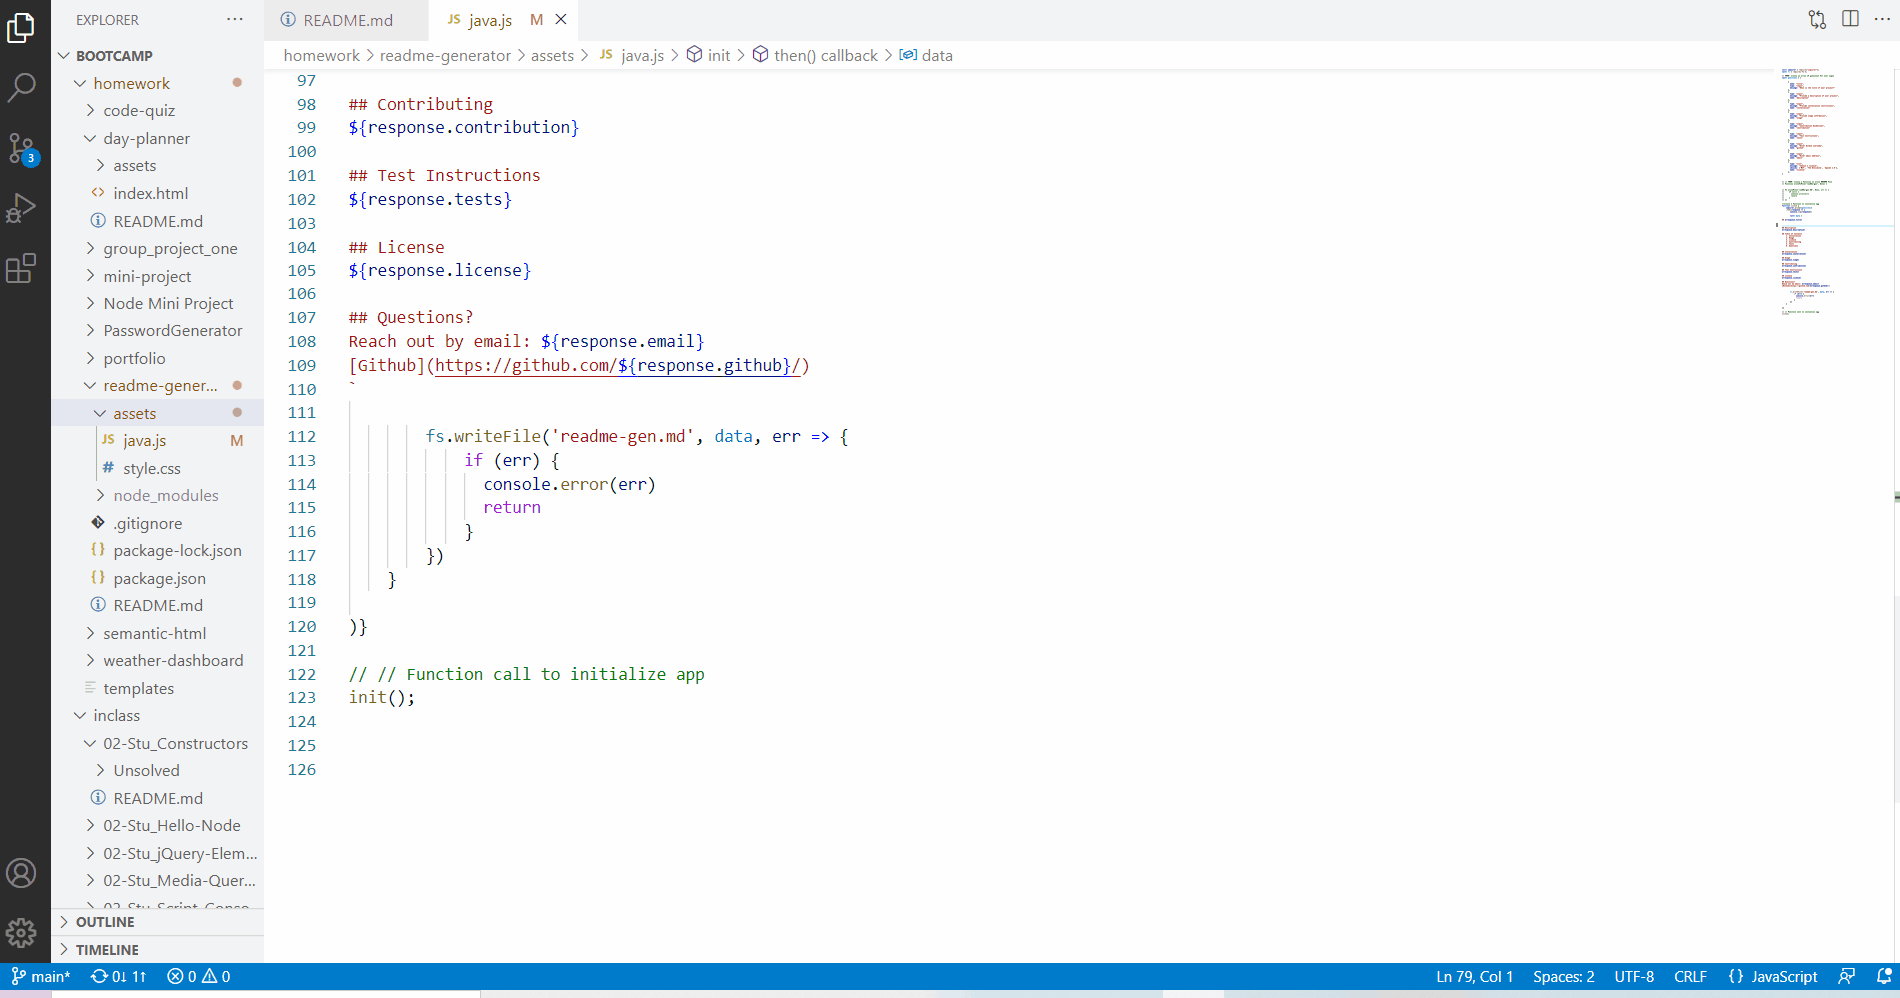 EXPLORER
README.md
JS java.js M
homework > readme-generator > assets > JS java.js > init > then() callback > data
BOOTCAMP
homework
code-quiz
day-planner
assets
index.html
README.md
group_project_one
mini-project
Node Mini Project
PasswordGenerator
portfolio
readme-gener...
assets
JS java.js M
# style.css
node_modules
.gitignore
{} package-lock.json
{} package.json
README.md
semantic-html
weather-dashboard
templates
inclass
02-Stu_Constructors
Unsolved
README.md
02-Stu_Hello-Node
02-Stu_jQuery-Elem...
02-Stu_Media-Quer...
02-Stu_Script-Conso
OUTLINE
TIMELINE
3
97
98 ## Contributing
99 ${response.contribution}
100
101 ## Test Instructions
102 ${response.tests}
103
104 ## License
105 ${response.license}
106
107 ## Questions?
108 Reach out by email: ${response.email}
109 [Github](https://github.com/${response.github}/)
110 `
111
112 fs.writeFile('readme-gen.md', data, err => {
113 if (err) {
114 console.error(err)
115 return
116 }
117 })
118 }
119
120 )}
121
122 // // Function call to initialize app
123 init();
124
125
126
main* 0↓ 1↑ 0 0
Ln 79, Col 1 Spaces: 2 UTF-8 CRLF {} JavaScript